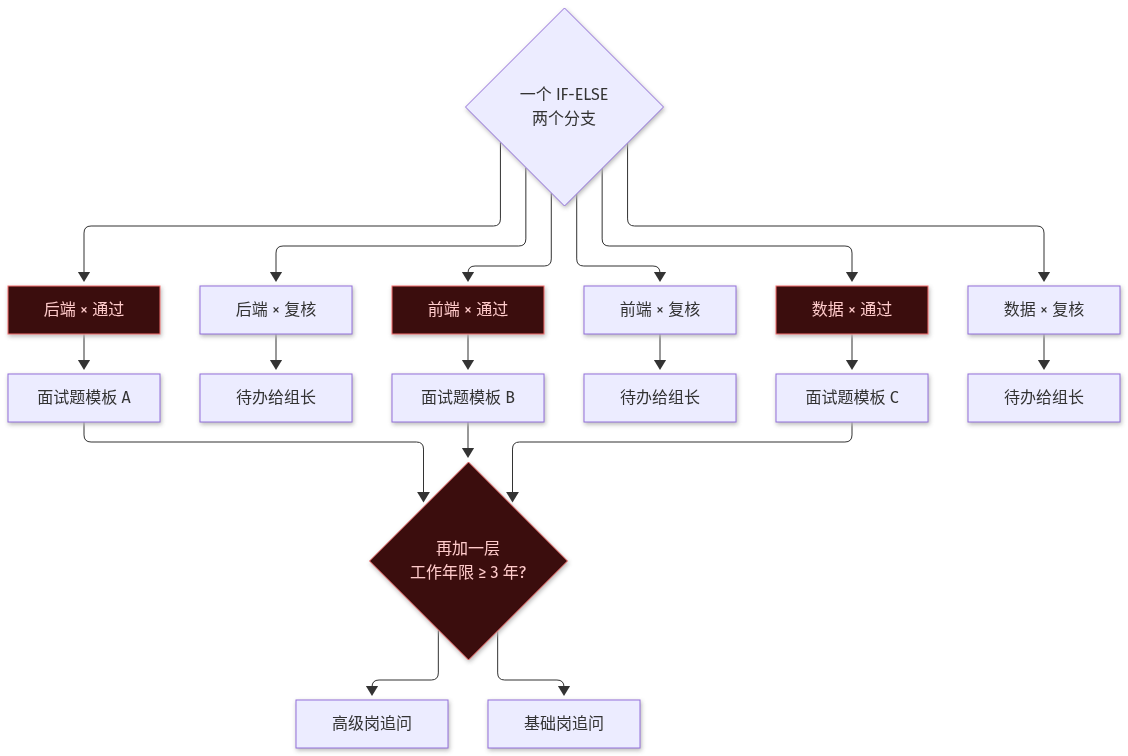 一个 IF-ELSE
两个分支
后端 × 通过
后端 × 复核
前端 × 通过
前端 × 复核
数据 × 通过
数据 × 复核
面试题模板 A
待办给组长
面试题模板 B
待办给组长
面试题模板 C
待办给组长
再加一层
工作年限 ≥ 3 年?
高级岗追问
基础岗追问